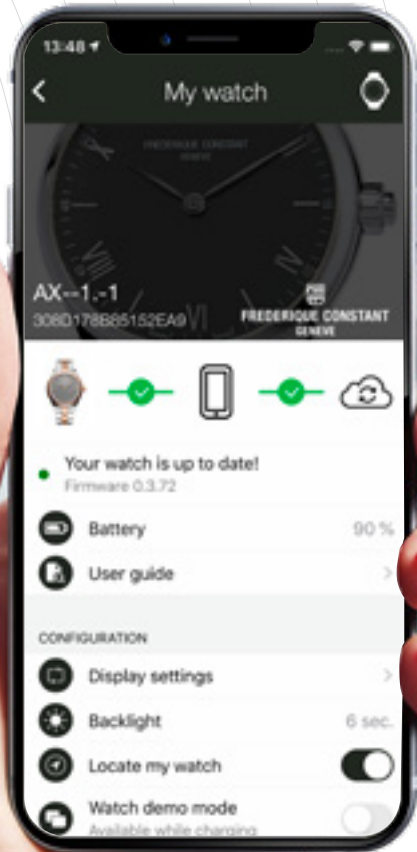 13:48
My watch
FREDERIQUE CONSTANT
GENEVE
AX--1.-1
308D178B85152EA9
FREDERIQUE CONSTANT
GENEVE
Your watch is up to date!
Firmware 0.3.72
Battery 90 %
User guide
CONFIGURATION
Display settings
Backlight 6 sec.
Locate my watch
Watch demo mode
Available while charging